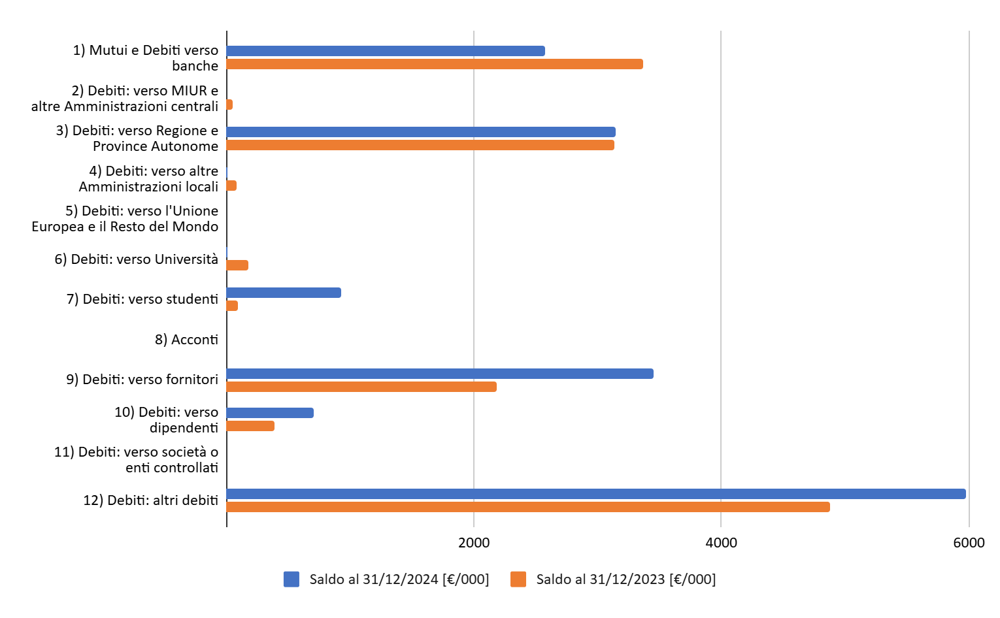 1) Mutui e Debiti verso
banche
2) Debiti: verso MIUR e
altre Amministrazioni centrali
3) Debiti: verso Regione e
Province Autonome
4) Debiti: verso altre
Amministrazioni locali
5) Debiti: verso l'Unione
Europea e il Resto del Mondo
6) Debiti: verso Università
7) Debiti: verso studenti
8) Acconti
9) Debiti: verso fornitori
10) Debiti: verso
dipendenti
11) Debiti: verso società o
enti controllati
12) Debiti: altri debiti
2000 4000 6000
Saldo al 31/12/2024 [€/000] Saldo al 31/12/2023 [€/000]